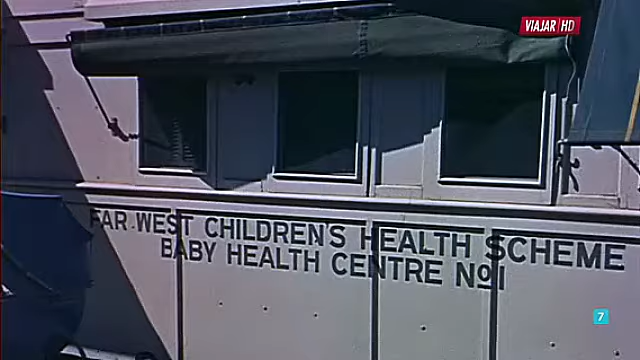 VIAJAR HD
FAR WEST CHILDREN'S HEALTH SCHEME
BABY HEALTH CENTRE No1
7